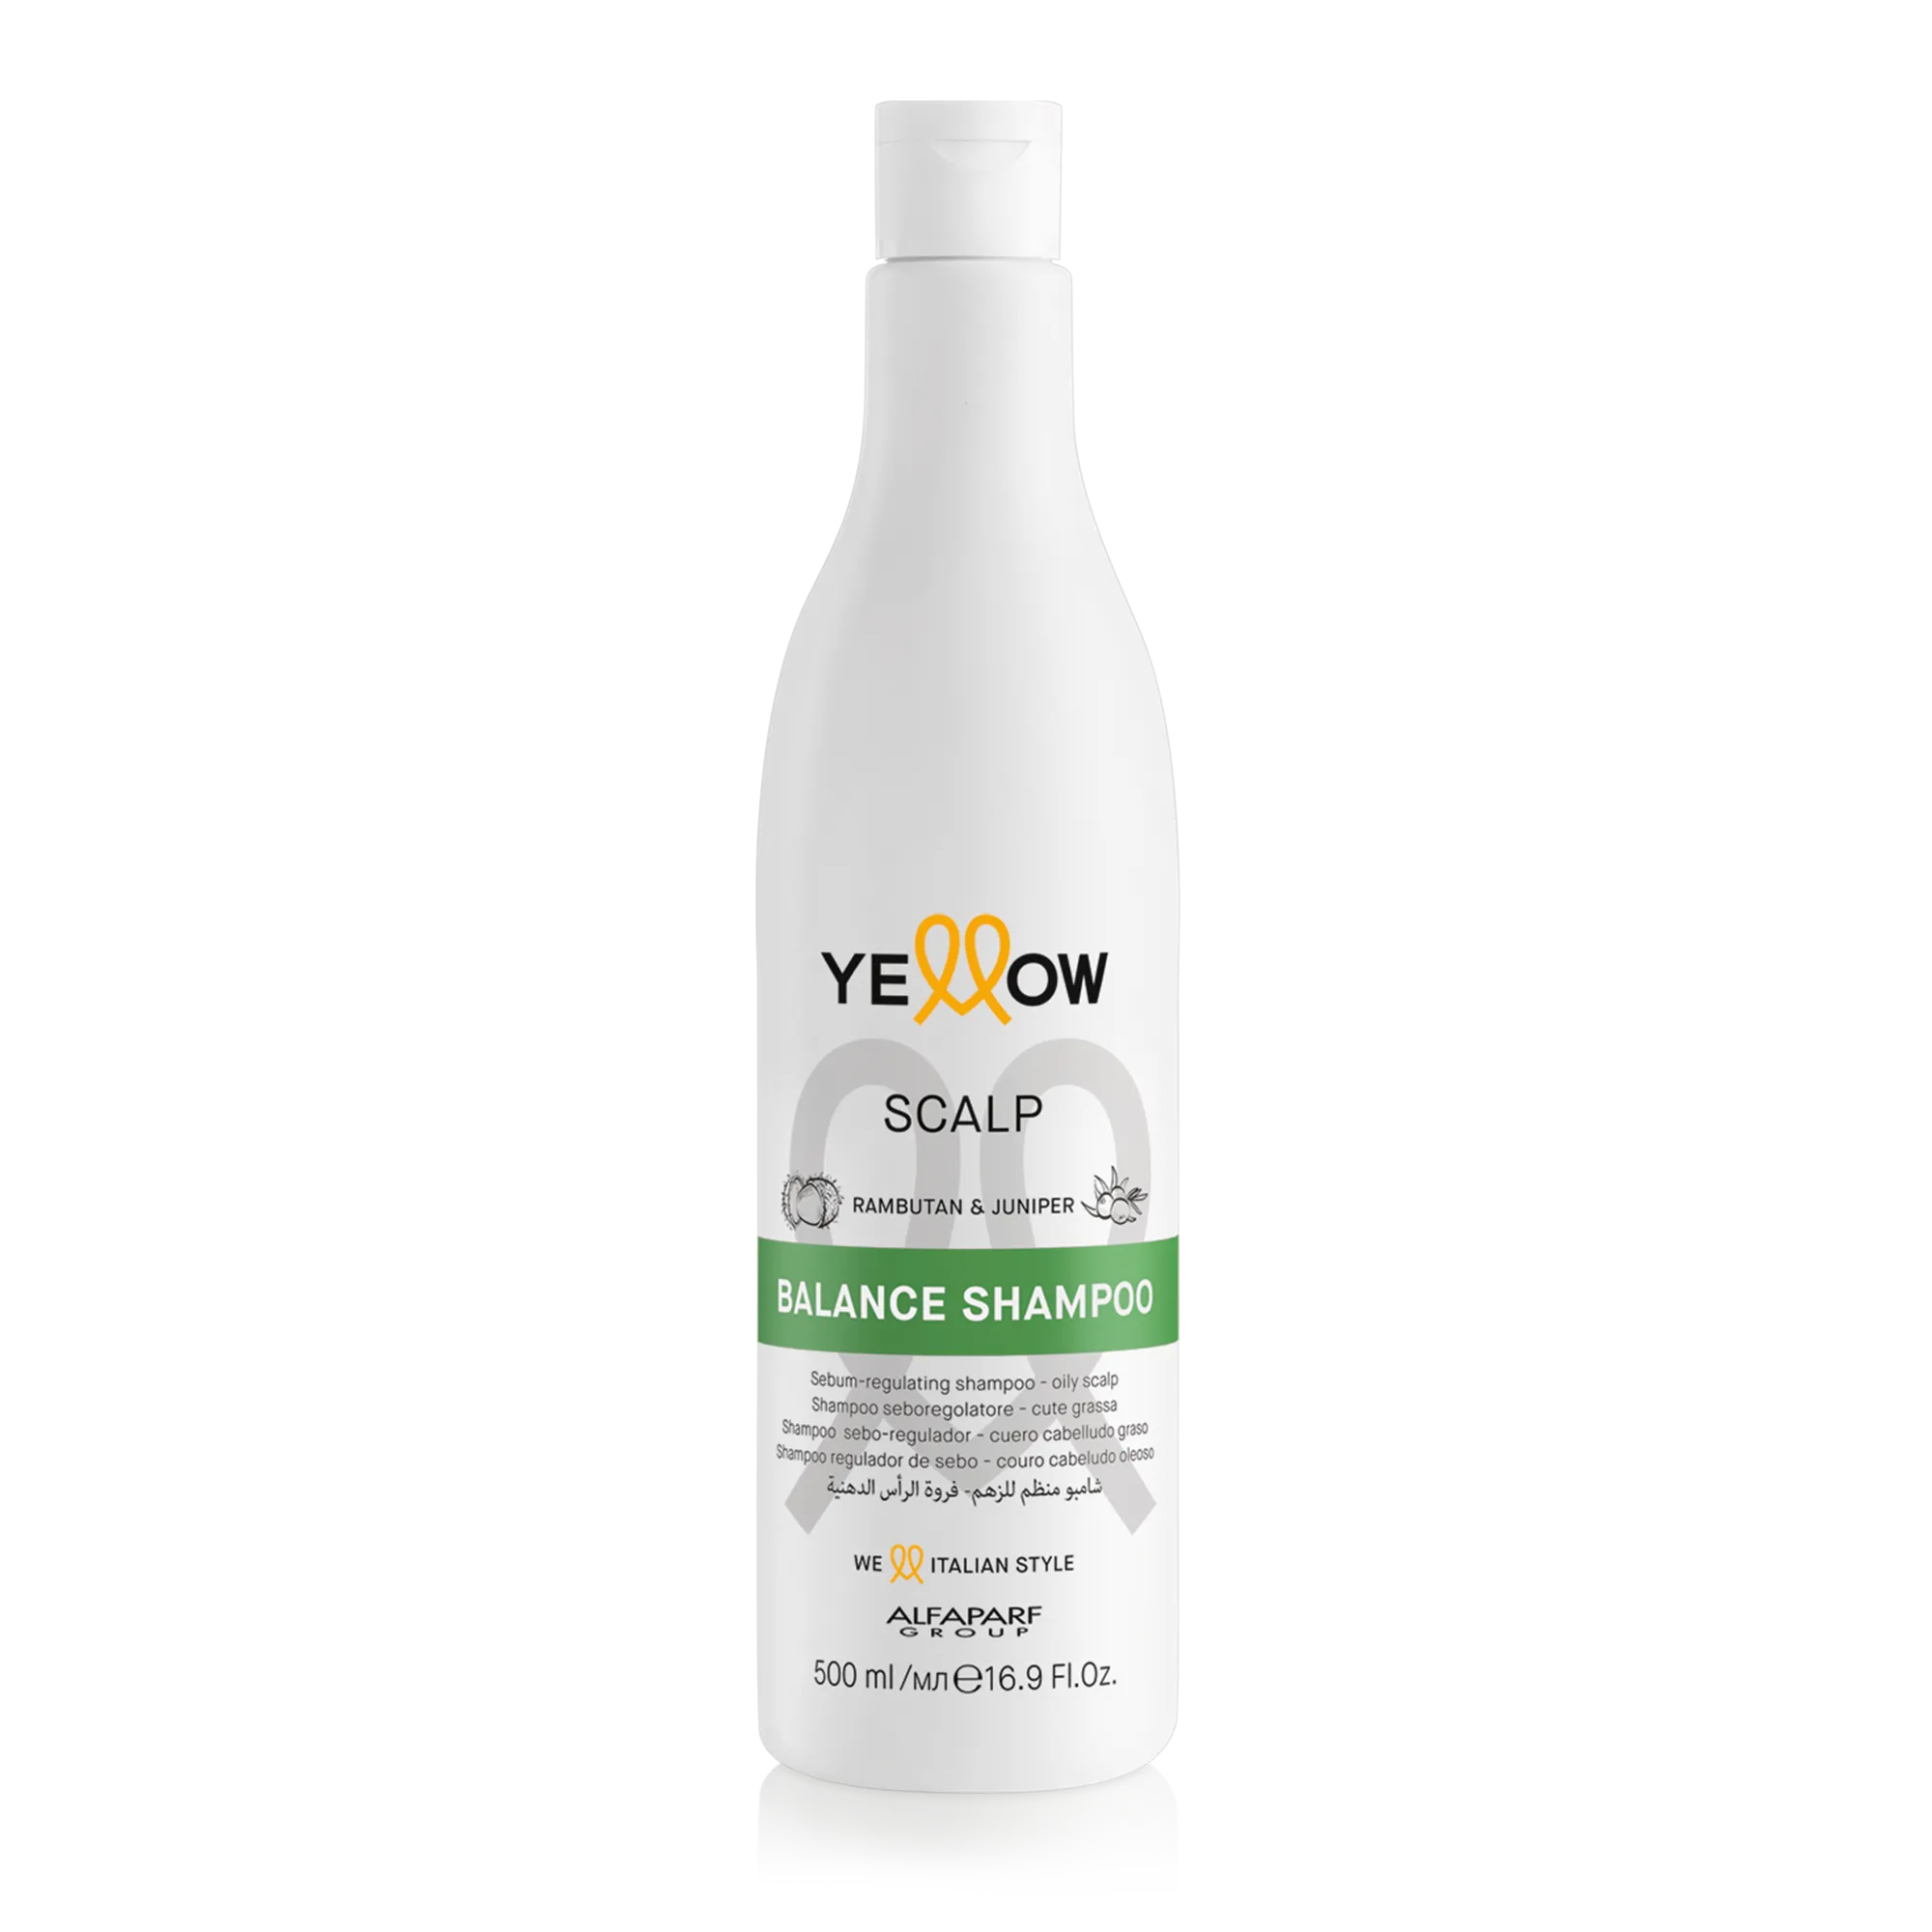 YELLOW
SCALP
RAMBUTAN & JUNIPER
BALANCE SHAMPOO
Sebum-regulating shampoo - oily scalp
Shampoo seboregolatore - cute grassa
Shampoo sebo-regulador - cuero cabelludo graso
Shampoo regulador de sebo - couro cabeludo oleoso
شامبو منظم للزهم- فروة الرأس الدهنية
WE ll ITALIAN STYLE
ALFAPARF
GROUP
500 ml /мл ℮ 16.9 Fl.Oz.